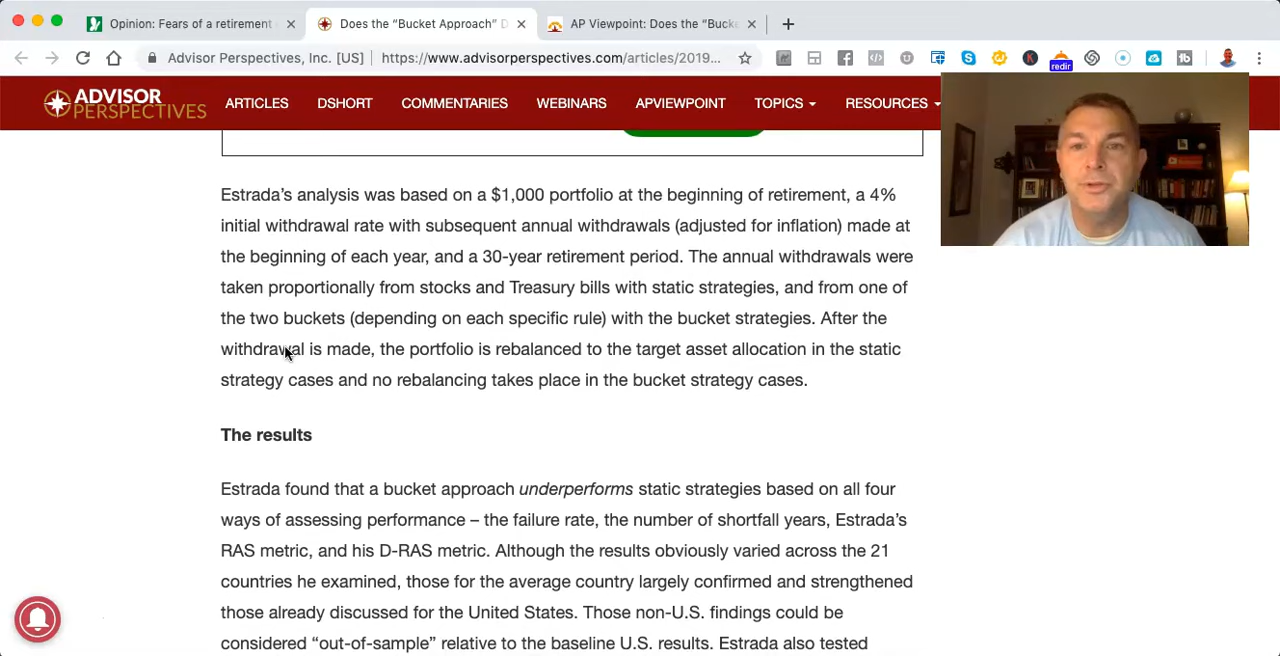 Opinion: Fears of a retirement
Does the “Bucket Approach” D
AP Viewpoint: Does the “Bucke
Advisor Perspectives, Inc. [US]
https://www.advisorperspectives.com/articles/2019...
redir
ADVISOR
PERSPECTIVES
ARTICLES
DSHORT
COMMENTARIES
WEBINARS
APVIEWPOINT
TOPICS
RESOURCES
Estrada’s analysis was based on a $1,000 portfolio at the beginning of retirement, a 4%
initial withdrawal rate with subsequent annual withdrawals (adjusted for inflation) made at
the beginning of each year, and a 30-year retirement period. The annual withdrawals were
taken proportionally from stocks and Treasury bills with static strategies, and from one of
the two buckets (depending on each specific rule) with the bucket strategies. After the
withdrawal is made, the portfolio is rebalanced to the target asset allocation in the static
strategy cases and no rebalancing takes place in the bucket strategy cases.
The results
Estrada found that a bucket approach underperforms static strategies based on all four
ways of assessing performance – the failure rate, the number of shortfall years, Estrada’s
RAS metric, and his D-RAS metric. Although the results obviously varied across the 21
countries he examined, those for the average country largely confirmed and strengthened
those already discussed for the United States. Those non-U.S. findings could be
considered “out-of-sample” relative to the baseline U.S. results. Estrada also tested